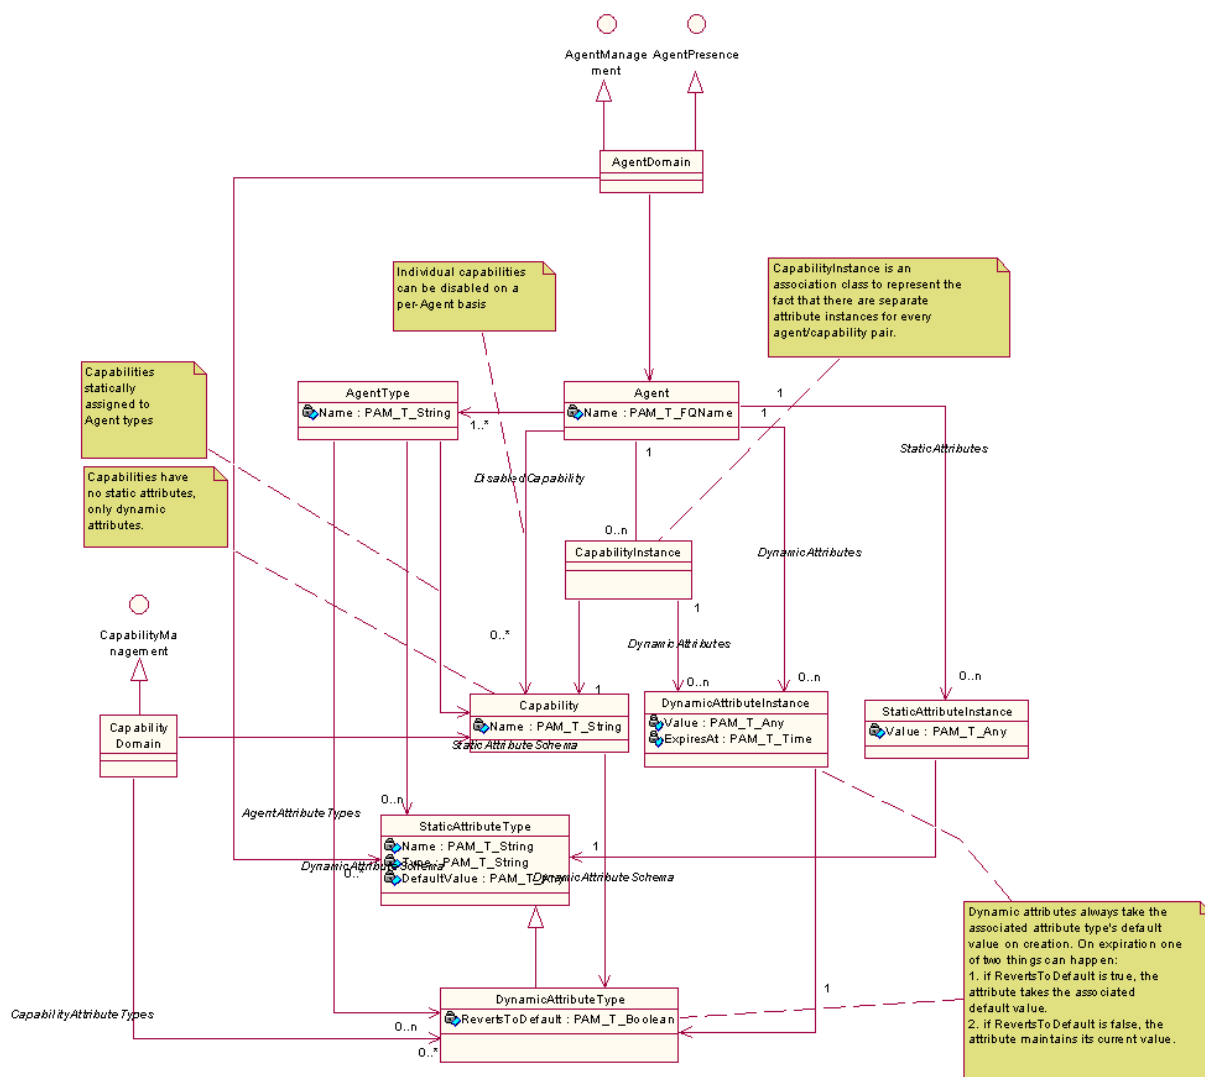 AgentManage
ment
AgentPresence
AgentDomain
Individual capabilities
can be disabled on a
per-Agent basis
CapabilityInstance is an
association class to represent the
fact that there are separate
attribute instances for every
agent/capability pair.
Capabilities
statically
assigned to
Agent types
AgentType
Name : PAM_T_String
1..*
Agent
Name : PAM_T_FQName
1
1
1
StaticAttributes
DisabledCapability
Capabilities have
no static attributes,
only dynamic
attributes.
0..n
CapabilityInstance
DynamicAttributes
1
CapabilityMa
nagement
0..*
DynamicAttributes
1
0..n
0..n
0..n
Capability
Domain
Capability
Name : PAM_T_String
StaticAttributeSchema
DynamicAttributeInstance
Value : PAM_T_Any
ExpiresAt : PAM_T_Time
StaticAttributeInstance
Value : PAM_T_Any
0..n
AgentAttributeTypes
StaticAttributeType
Name : PAM_T_String
Type : PAM_T_String
DefaultValue : PAM_T_Any
1
DynamicAttributeSchema
0..*
DynamicAttributeSchema
Dynamic attributes always take the
associated attribute type's default
value on creation. On expiration one
of two things can happen:
1. if RevertsToDefault is true, the
attribute takes the associated
default value.
2. if RevertsToDefault is false, the
attribute maintains its current value.
DynamicAttributeType
RevertsToDefault : PAM_T_Boolean
1
CapabilityAttributeTypes
0..n
0..*